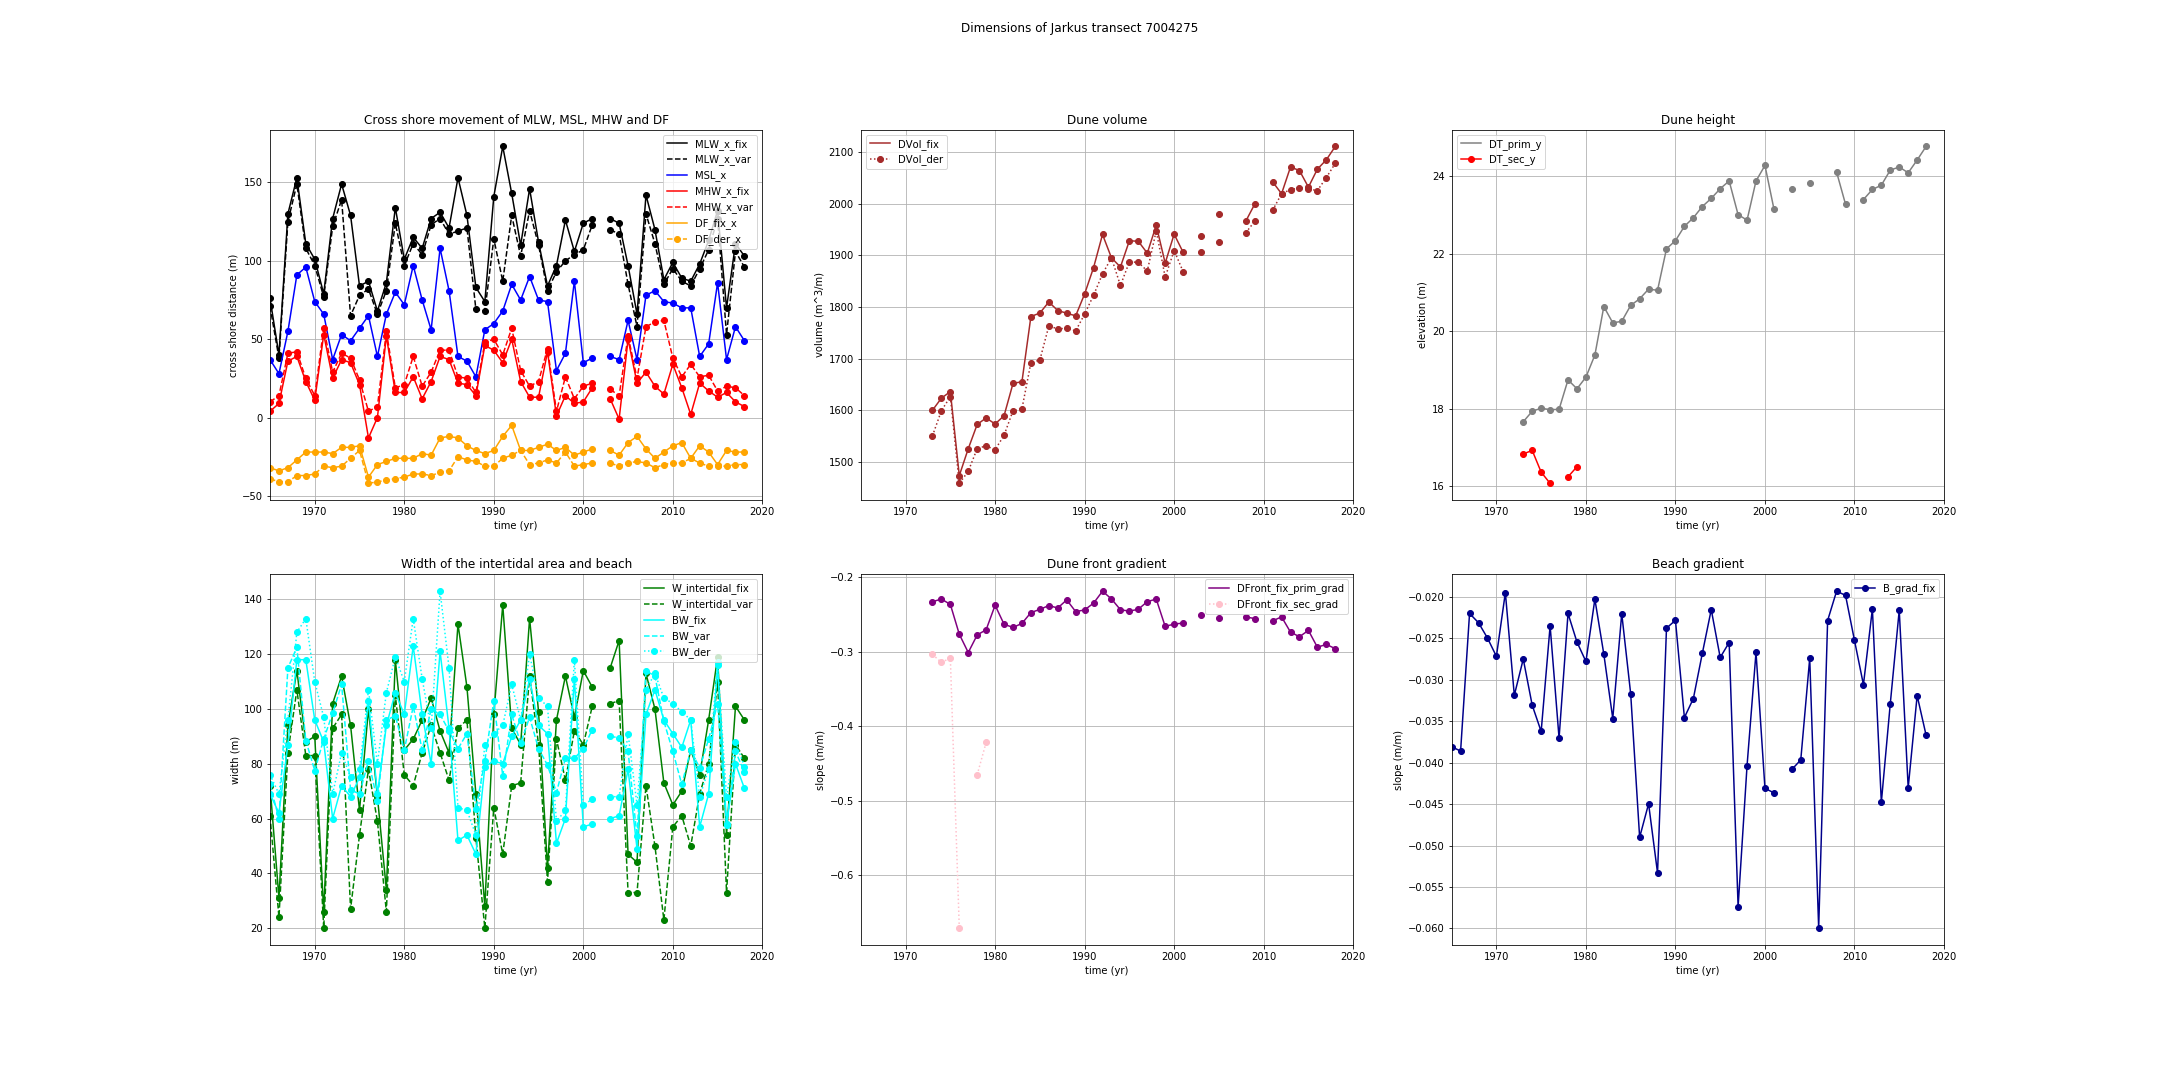 Dimensions of Jarkus transect 7004275
Cross shore movement of MLW, MSL, MHW and DF
MLW_x_fix
MLW_x_var
MSL_x
MHW_x_fix
MHW_x_var
DF_fix_x
DF_der_x
150
100
50
0
−50
cross shore distance (m)
1970 1980 1990 2000 2010 2020
time (yr)
Dune volume
DVol_fix
DVol_der
2100
2000
1900
1800
1700
1600
1500
volume (m^3/m)
1970 1980 1990 2000 2010 2020
time (yr)
Dune height
DT_prim_y
DT_sec_y
24
22
20
18
16
elevation (m)
1970 1980 1990 2000 2010 2020
time (yr)
Width of the intertidal area and beach
W_intertidal_fix
W_intertidal_var
BW_fix
BW_var
BW_der
140
120
100
80
60
40
20
width (m)
1970 1980 1990 2000 2010 2020
time (yr)
Dune front gradient
DFront_fix_prim_grad
DFront_fix_sec_grad
−0.2
−0.3
−0.4
−0.5
−0.6
slope (m/m)
1970 1980 1990 2000 2010 2020
time (yr)
Beach gradient
B_grad_fix
−0.020
−0.025
−0.030
−0.035
−0.040
−0.045
−0.050
−0.055
−0.060
slope (m/m)
1970 1980 1990 2000 2010 2020
time (yr)